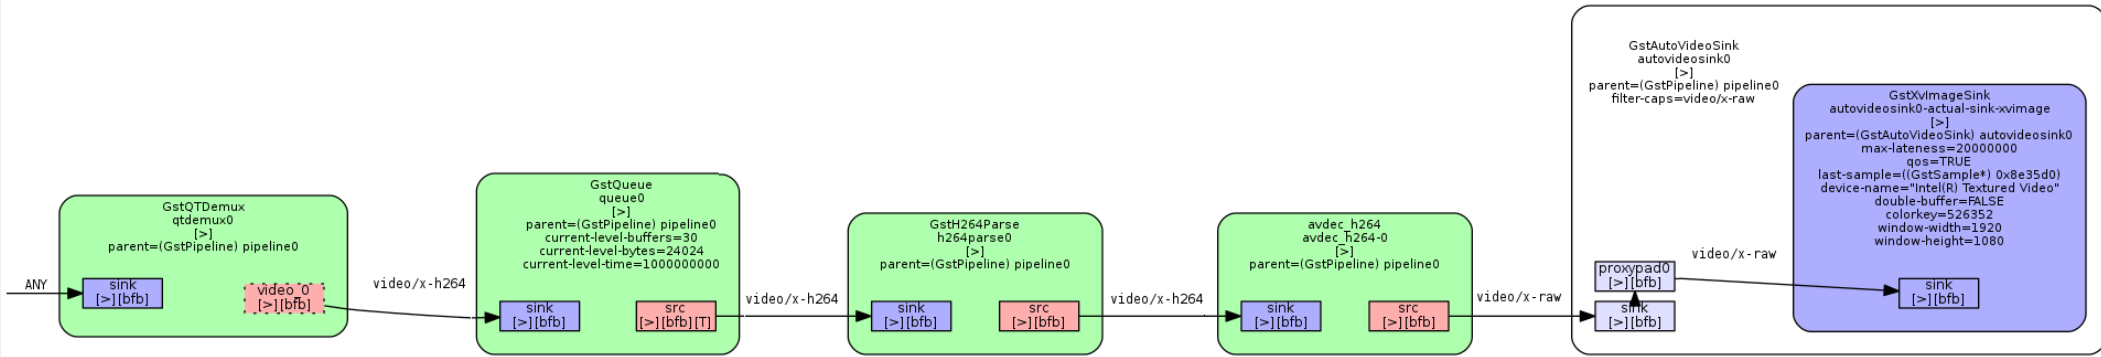 ANY
GstQTDemux
qtdemux0
[>]
parent=(GstPipeline) pipeline0
sink
[>][bfb]
video_0
[>][bfb]
video/x-h264
GstQueue
queue0
[>]
parent=(GstPipeline) pipeline0
current-level-buffers=30
current-level-bytes=24024
current-level-time=1000000000
sink
[>][bfb]
src
[>][bfb][T]
video/x-h264
GstH264Parse
h264parse0
[>]
parent=(GstPipeline) pipeline0
sink
[>][bfb]
src
[>][bfb]
video/x-h264
avdec_h264
avdec_h264-0
[>]
parent=(GstPipeline) pipeline0
sink
[>][bfb]
src
[>][bfb]
video/x-raw
GstAutoVideoSink
autovideosink0
[>]
parent=(GstPipeline) pipeline0
filter-caps=video/x-raw
proxypad0
[>][bfb]
sink
[>][bfb]
video/x-raw
GstXvImageSink
autovideosink0-actual-sink-xvimage
[>]
parent=(GstAutoVideoSink) autovideosink0
max-lateness=20000000
qos=TRUE
last-sample=((GstSample*) 0x8e35d0)
device-name="Intel(R) Textured Video"
double-buffer=FALSE
colorkey=526352
window-width=1920
window-height=1080
sink
[>][bfb]